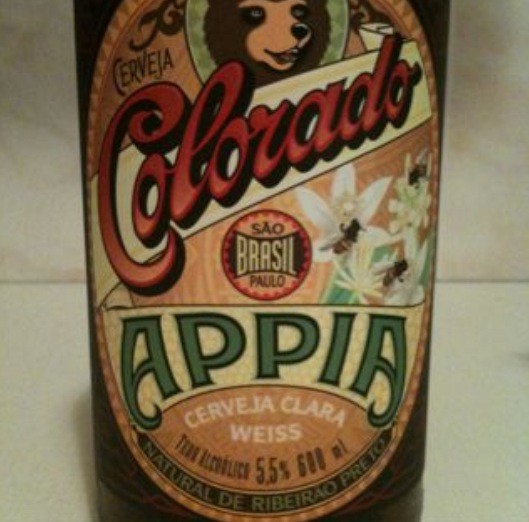 CERVEJA
Colorado
SÃO
BRASIL
PAULO
APPIA
CERVEJA CLARA
WEISS
TEOR ALCOÓLICO 5,5% 600 ml
NATURAL DE RIBEIRÃO PRETO